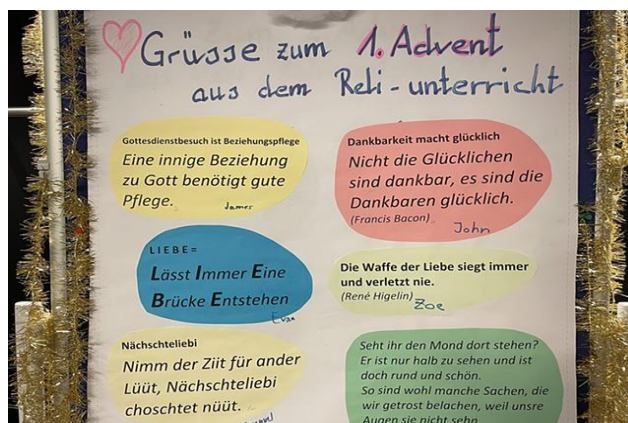 Grüsse zum 1. Advent
aus dem Reli-unterricht
Gottesdienstbesuch ist Beziehungspflege
Eine innige Beziehung
zu Gott benötigt gute
Pflege.
James
Dankbarkeit macht glücklich
Nicht die Glücklichen
sind dankbar, es sind die
Dankbaren glücklich.
(Francis Bacon)
John
LIEBE=
Lässt Immer Eine
Brücke Entstehen
Die Waffe der Liebe siegt immer
und verletzt nie.
(René Higelin)
Zoe
Nächschteliebi
Nimm der Ziit für ander
Lüüt, Nächschteliebi
choschtet nüüt.
Seht ihr den Mond dort stehen?
Er ist nur halb zu sehen und ist
doch rund und schön.
So sind wohl manche Sachen, die
wir getrost belachen, weil unsre
Augen sie nicht sehn.